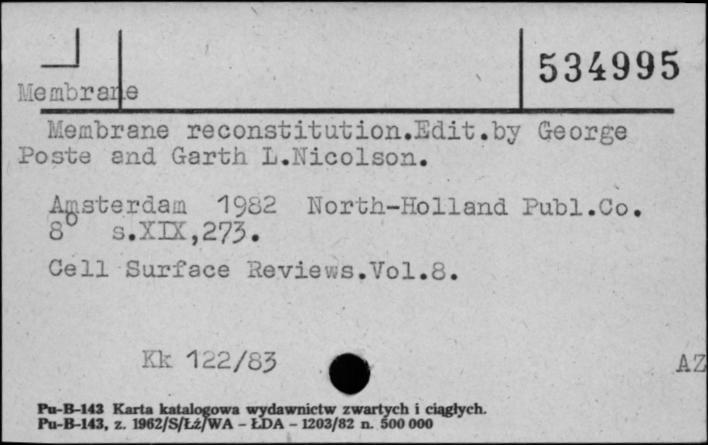 534995
Membrane
Membrane reconstitution.Edit.by George
Poste and Garth L.Nicolson.
Amsterdam 1982 North-Holland Publ.Co.
8° s.XIX,273.
Cell Surface Reviews.Vol.8.
Kk 122/83
AZ
Pu-B-143 Karta katalogowa wydawnictw zwartych i ciągłych.
Pu-B-143, z. 1962/S/Łż/WA - ŁDA - 1203/82 n. 500 000